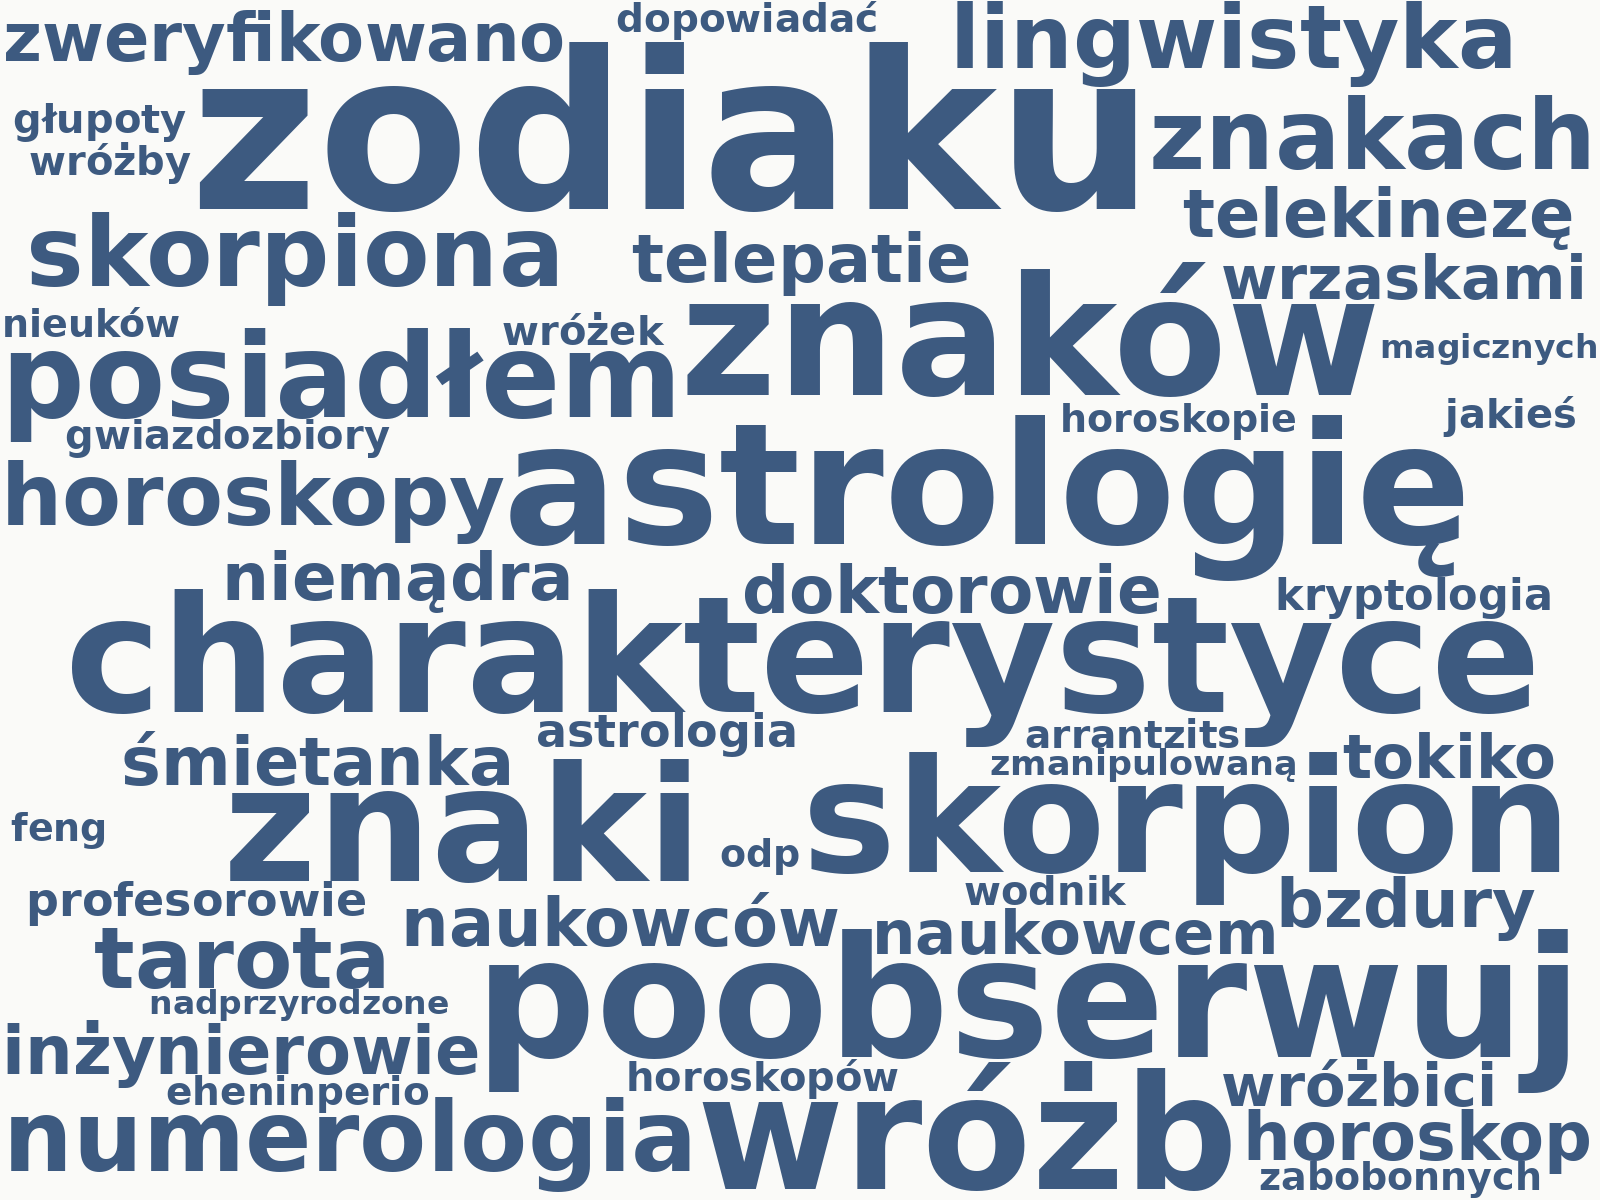 zweryfikowano
dopowiadać
lingwistyka
głupoty
zodiaku
znakach
wróżby
telekinezę
skorpiona
telepatie
wrzaskami
nieuków
wróżek
znaków
magicznych
posiadłem
gwiazdozbiory
horoskopie
jakieś
horoskopy
astrologię
niemądra
doktorowie
kryptologia
charakterystyce
astrologia
arrantzits
śmietanka
zmanipulowaną
tokiko
feng
znaki
odp
skorpion
profesorowie
wodnik
bzdury
tarota
naukowców
naukowcem
nadprzyrodzone
poobserwuj
inżynierowie
eheninperio
horoskopów
wróżbici
numerologia
wróżb
horoskop
zabobonnych